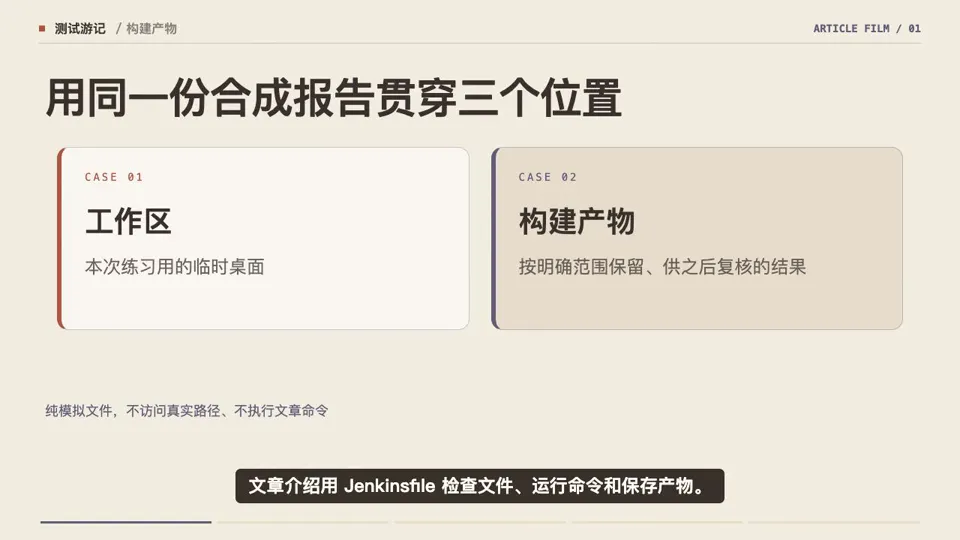 测试游记 / 构建产物
ARTICLE FILM / 01
用同一份合成报告贯穿三个位置
CASE 01
工作区
本次练习用的临时桌面
CASE 02
构建产物
按明确范围保留、供之后复核的结果
纯模拟文件，不访问真实路径、不执行文章命令
文章介绍用 Jenkinsfile 检查文件、运行命令和保存产物。